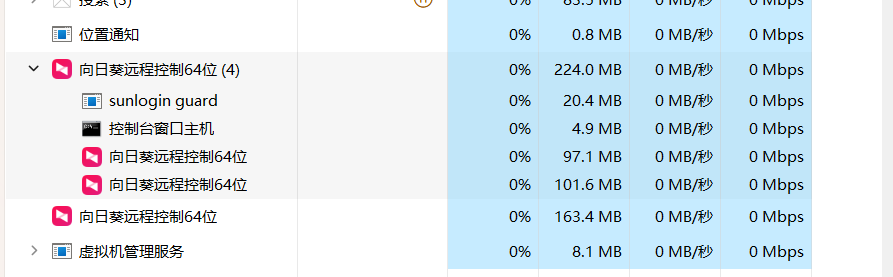 搜索 (3) 0% 83.5 MB 0 MB/秒 0 Mbps
位置通知 0% 0.8 MB 0 MB/秒 0 Mbps
向日葵远程控制64位 (4) 0% 224.0 MB 0 MB/秒 0 Mbps
sunlogin guard 0% 20.4 MB 0 MB/秒 0 Mbps
控制台窗口主机 0% 4.9 MB 0 MB/秒 0 Mbps
向日葵远程控制64位 0% 97.1 MB 0 MB/秒 0 Mbps
向日葵远程控制64位 0% 101.6 MB 0 MB/秒 0 Mbps
向日葵远程控制64位 0% 163.4 MB 0 MB/秒 0 Mbps
虚拟机管理服务 0% 8.1 MB 0 MB/秒 0 Mbps